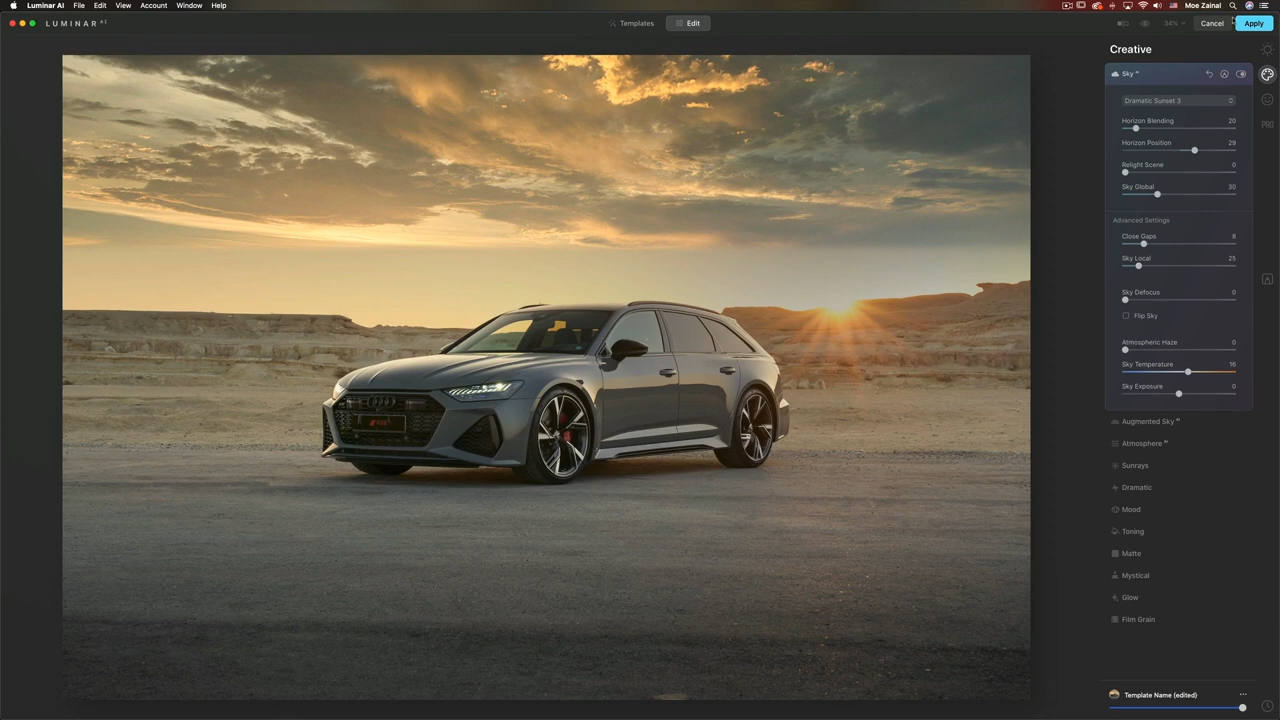 Luminar AI File Edit View Account Window Help Moe Zainal
LUMINAR AI Templates Edit 34% Cancel Apply
Creative
Sky AI
Dramatic Sunset 3
Horizon Blending 20
Horizon Position 29
Relight Scene 0
Sky Global 30
Advanced Settings
Close Gaps 8
Sky Local 25
Sky Defocus 0
Flip Sky
Atmospheric Haze 0
Sky Temperature 16
Sky Exposure 0
Augmented Sky AI
Atmosphere AI
Sunrays
Dramatic
Mood
Toning
Matte
Mystical
Glow
Film Grain
PRO
Template Name (edited)